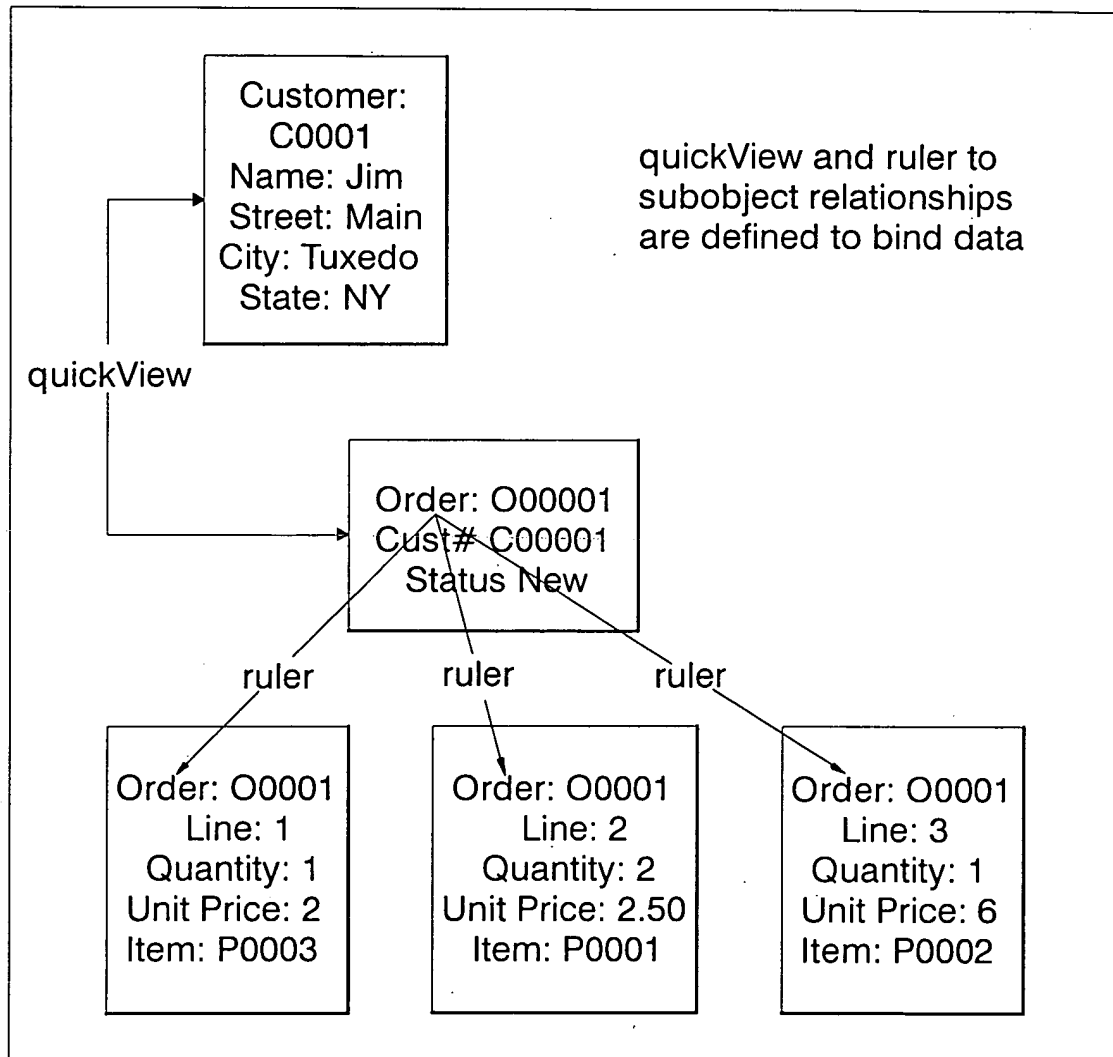 Customer:
C0001
Name: Jim
Street: Main
City: Tuxedo
State: NY
quickView and ruler to
subobject relationships
are defined to bind data
quickView
Order: O00001
Cust# C00001
Status New
ruler
ruler
ruler
Order: O0001
Line: 1
Quantity: 1
Unit Price: 2
Item: P0003
Order: O0001
Line: 2
Quantity: 2
Unit Price: 2.50
Item: P0001
Order: O0001
Line: 3
Quantity: 1
Unit Price: 6
Item: P0002